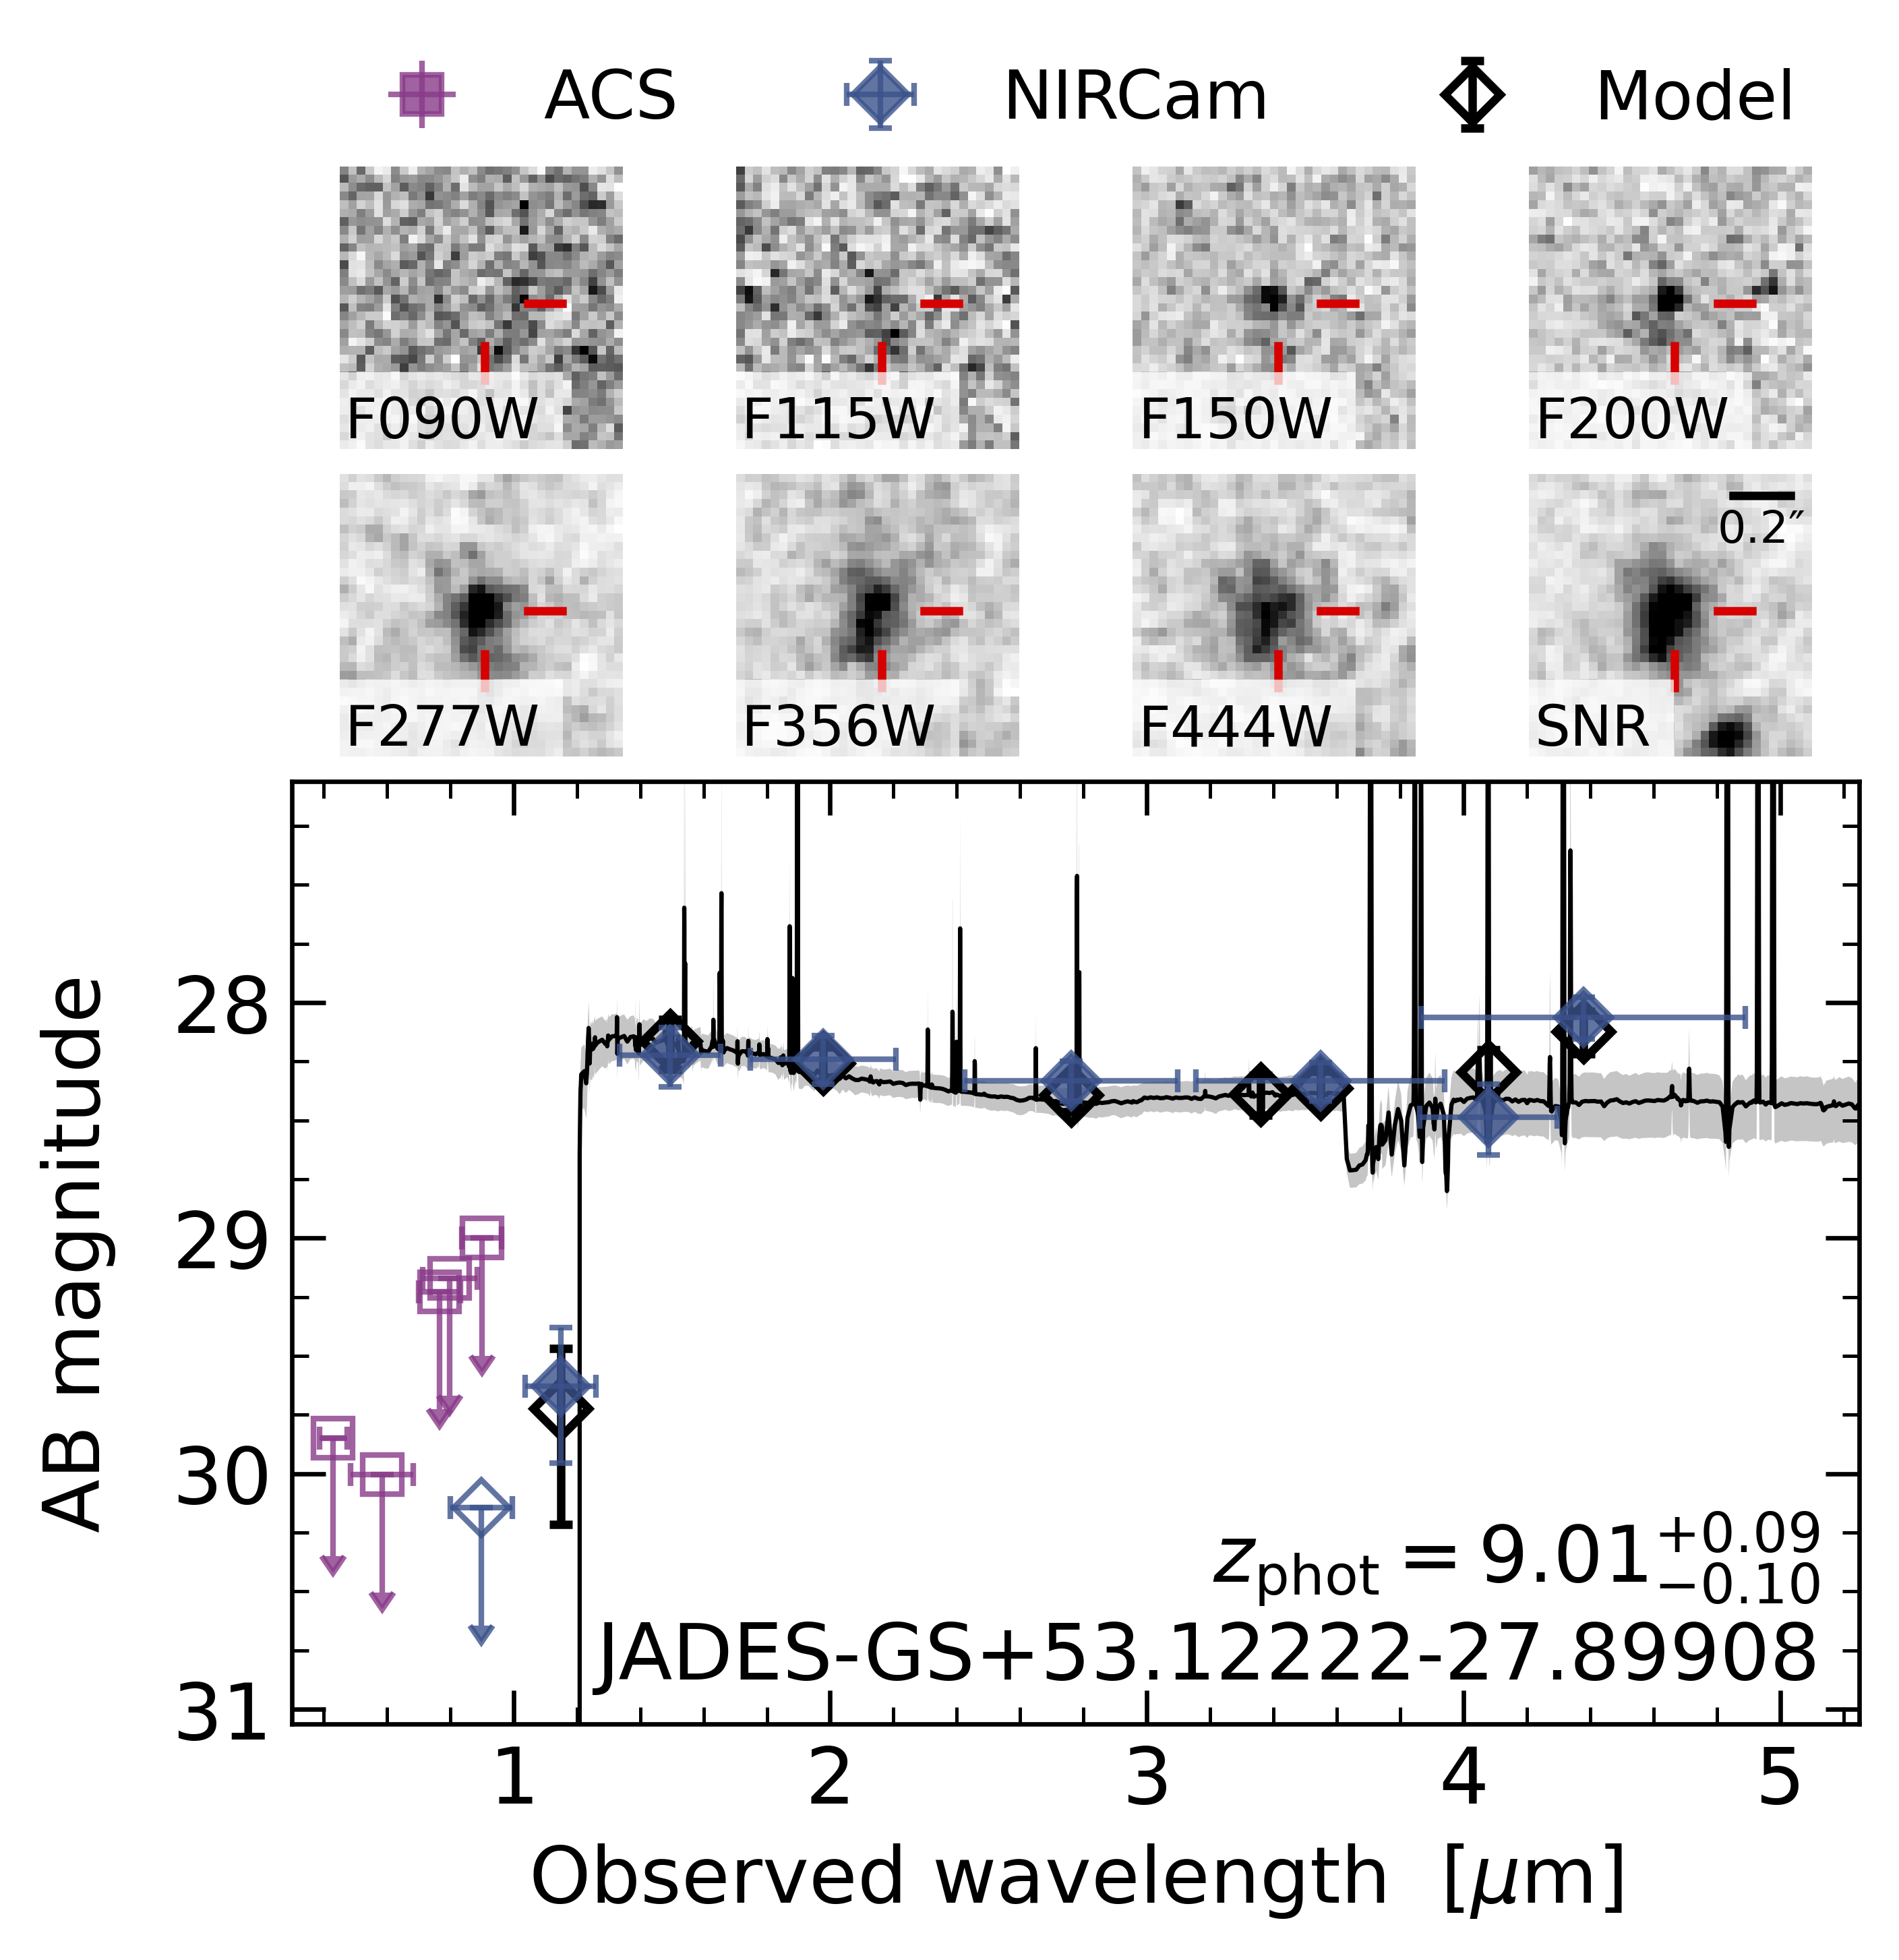 ACS NIRCam Model
F090W F115W F150W F200W
0.2″
F277W F356W F444W SNR
AB magnitude
28
29
30
31
z_phot = 9.01 +0.09 −0.10
JADES-GS+53.12222-27.89908
1 2 3 4 5
Observed wavelength [μm]